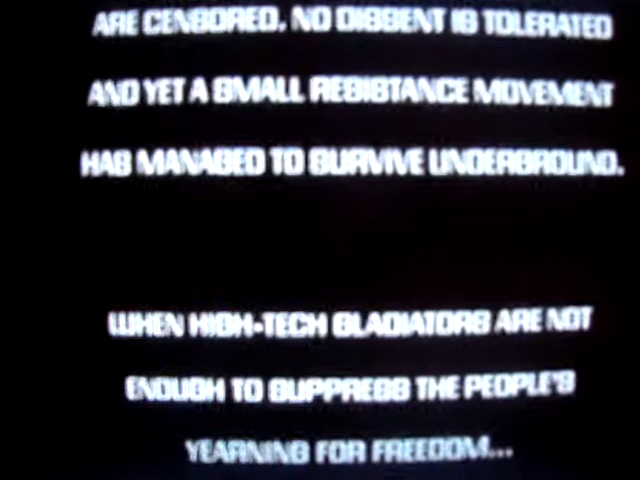 ARE CENSORED. NO DISSENT IS TOLERATED
AND YET A SMALL RESISTANCE MOVEMENT
HAS MANAGED TO SURVIVE UNDERGROUND.
WHEN HIGH-TECH GLADIATORS ARE NOT
ENOUGH TO SUPPRESS THE PEOPLE'S
YEARNING FOR FREEDOM...